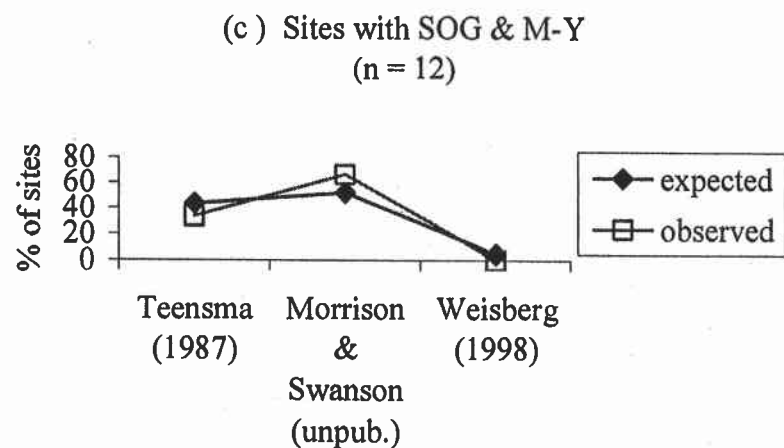 (c ) Sites with SOG & M-Y
(n = 12)
% of sites
80
60
40
20
0
expected
observed
Teensma
(1987)
Morrison
&
Swanson
(unpub.)
Weisberg
(1998)